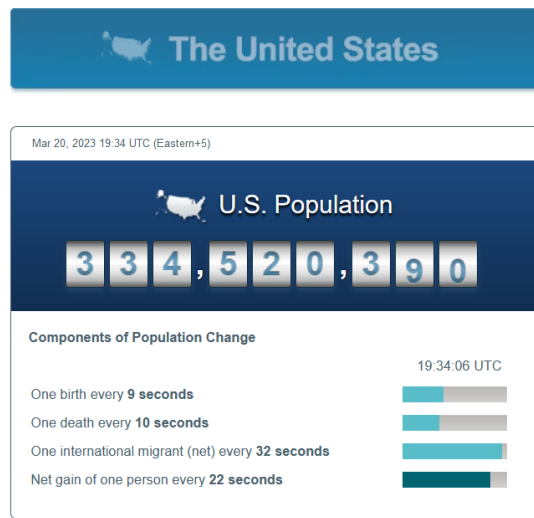 The United States
Mar 20, 2023 19:34 UTC (Eastern+5)
U.S. Population
334,520,390
Components of Population Change
19:34:06 UTC
One birth every 9 seconds
One death every 10 seconds
One international migrant (net) every 32 seconds
Net gain of one person every 22 seconds